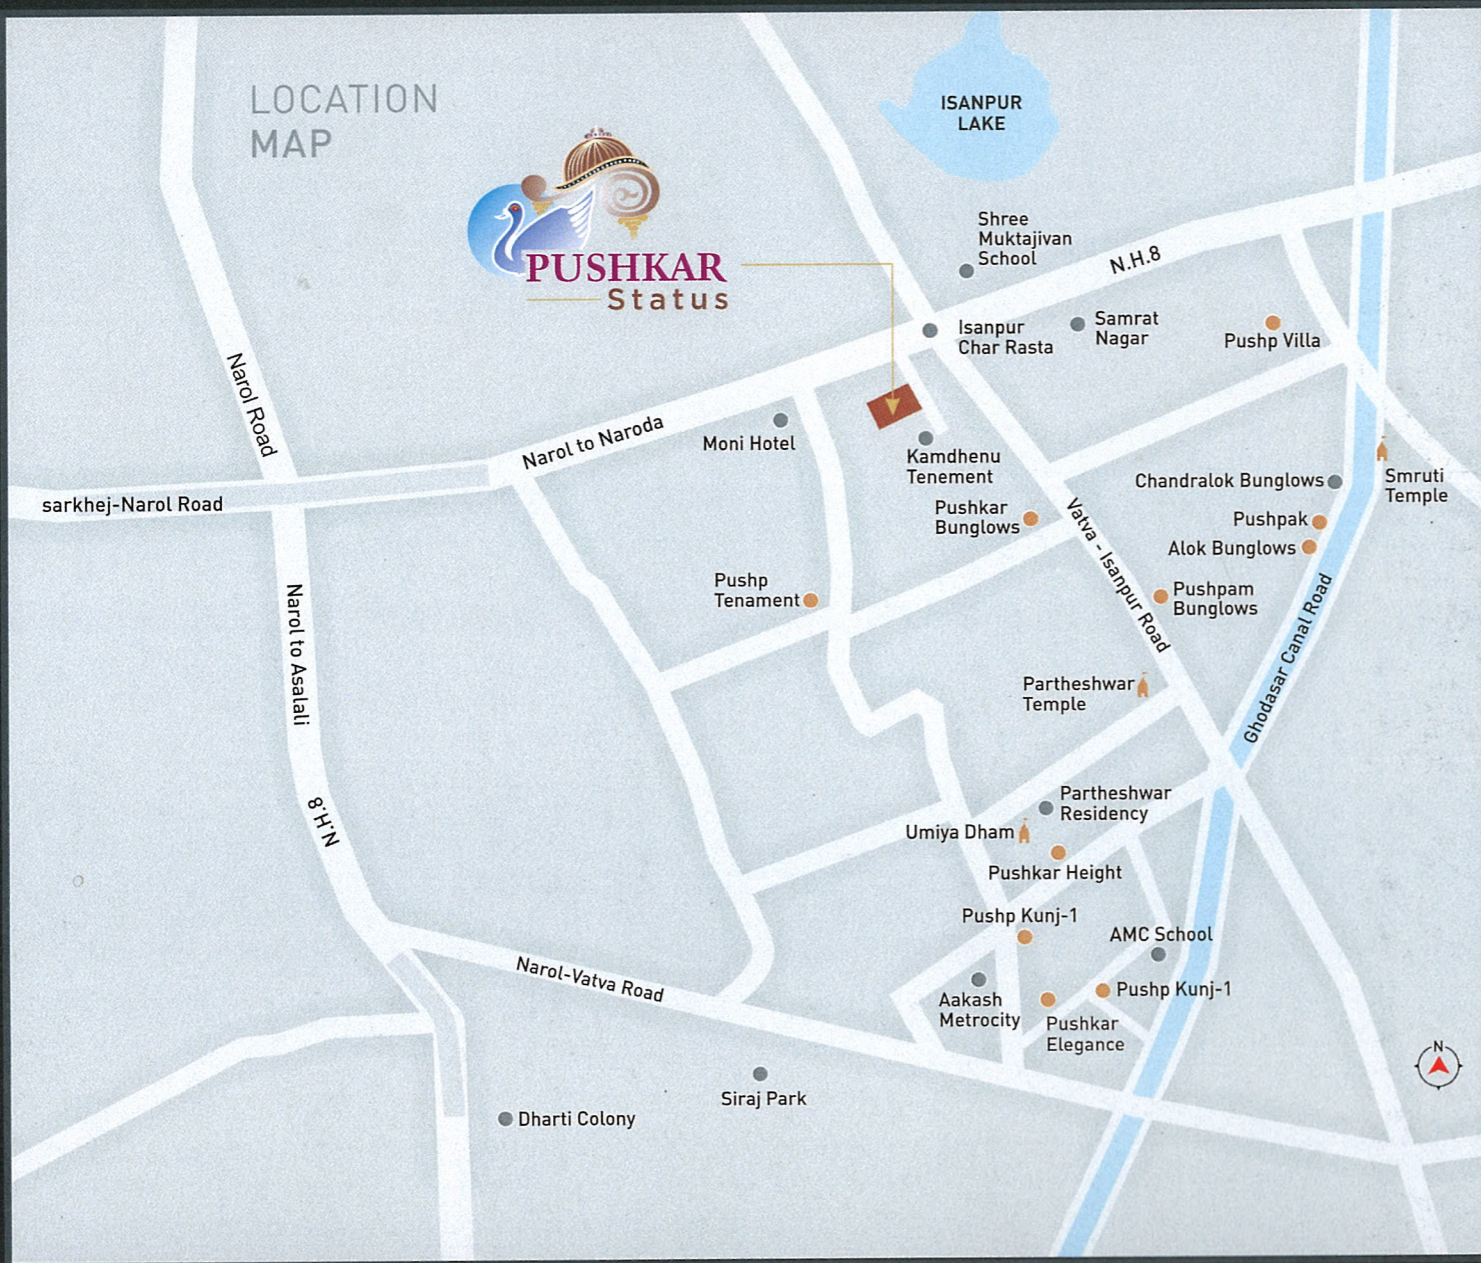 LOCATION
MAP
ISANPUR
LAKE
PUSHKAR
Status
Shree
Muktajivan
School
N.H.8
Isanpur
Char Rasta
Samrat
Nagar
Pushp Villa
Narol Road
Narol to Naroda
Moni Hotel
Kamdhenu
Tenement
sarkhej-Narol Road
Chandralok Bunglows
Smruti
Temple
Pushkar
Bunglows
Pushpak
Alok Bunglows
Vatva - Isanpur Road
Pushp
Tenament
Pushpam
Bunglows
Ghodasar Canal Road
Narol to Asalali
Partheshwar
Temple
N.H.8
Partheshwar
Residency
Umiya Dham
Pushkar Height
Pushp Kunj-1
AMC School
Narol-Vatva Road
Aakash
Metrocity
Pushp Kunj-1
Pushkar
Elegance
N
Siraj Park
Dharti Colony